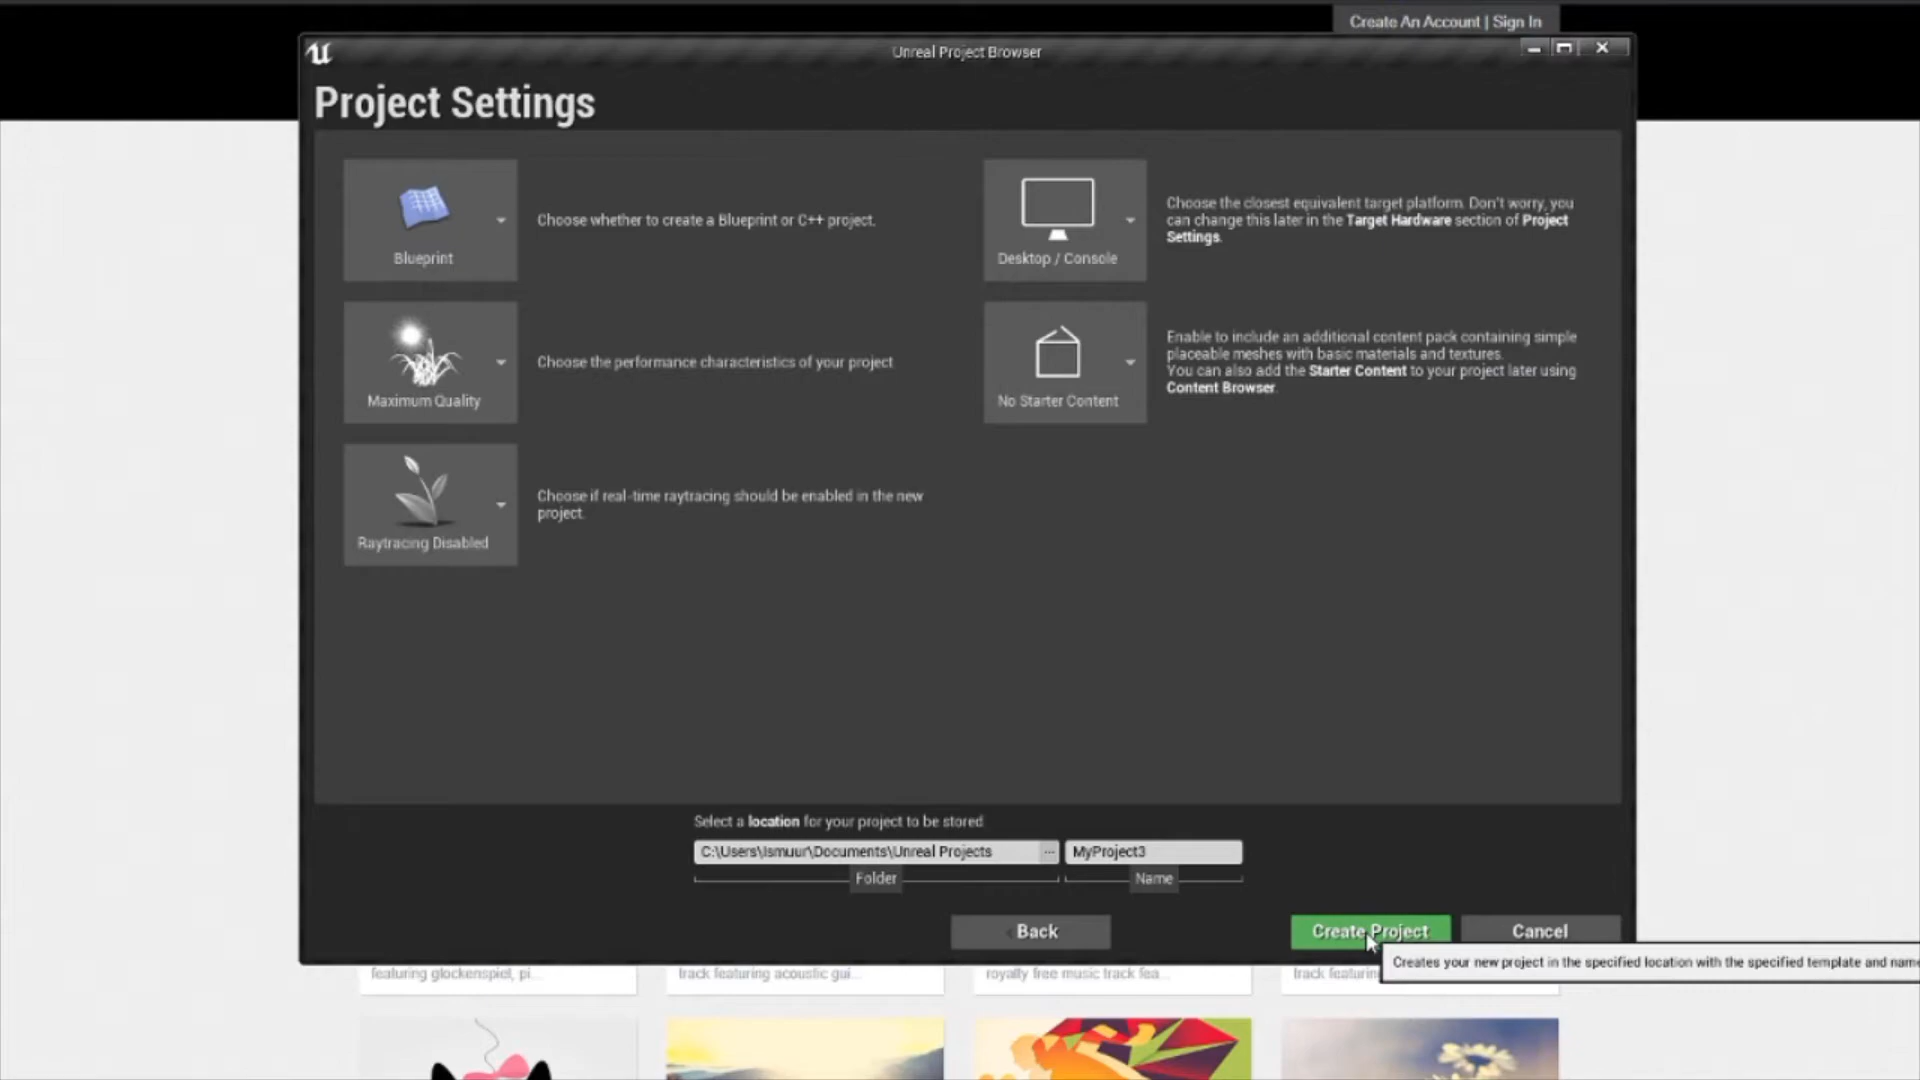 Create An Account | Sign In
Unreal Project Browser
Project Settings
Blueprint
Choose whether to create a Blueprint or C++ project.
Desktop / Console
Choose the closest equivalent target platform. Don't worry, you
can change this later in the Target Hardware section of Project
Settings.
Maximum Quality
Choose the performance characteristics of your project
No Starter Content
Enable to include an additional content pack containing simple
placeable meshes with basic materials and textures.
You can also add the Starter Content to your project later using
Content Browser.
Raytracing Disabled
Choose if real-time raytracing should be enabled in the new
project.
Select a location for your project to be stored
C:\Users\Ismuur\Documents\Unreal Projects
...
MyProject3
Folder
Name
Back
Create Project
Cancel
Creates your new project in the specified location with the specified template and name
featuring glockenspiel, pi...
track featuring acoustic gui...
royalty free music track fea...
track featuring